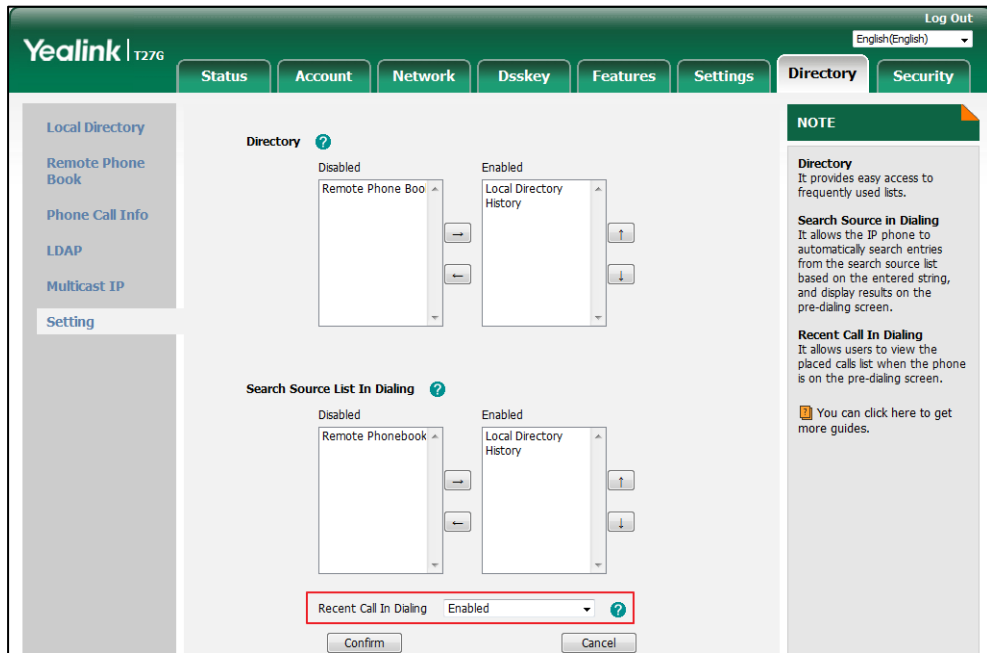 Log Out
English(English)
Yealink T27G
Status Account Network Dsskey Features Settings Directory Security
Local Directory
Remote Phone
Book
Phone Call Info
LDAP
Multicast IP
Setting
Directory ?
Disabled Enabled
Remote Phone Boo
Local Directory
History
→
←
↑
↓
Search Source List In Dialing ?
Disabled Enabled
Remote Phonebook
Local Directory
History
→
←
↑
↓
Recent Call In Dialing Enabled ?
Confirm Cancel
NOTE
Directory
It provides easy access to
frequently used lists.
Search Source in Dialing
It allows the IP phone to
automatically search entries
from the search source list
based on the entered string,
and display results on the
pre-dialing screen.
Recent Call In Dialing
It allows users to view the
placed calls list when the phone
is on the pre-dialing screen.
? You can click here to get
more guides.